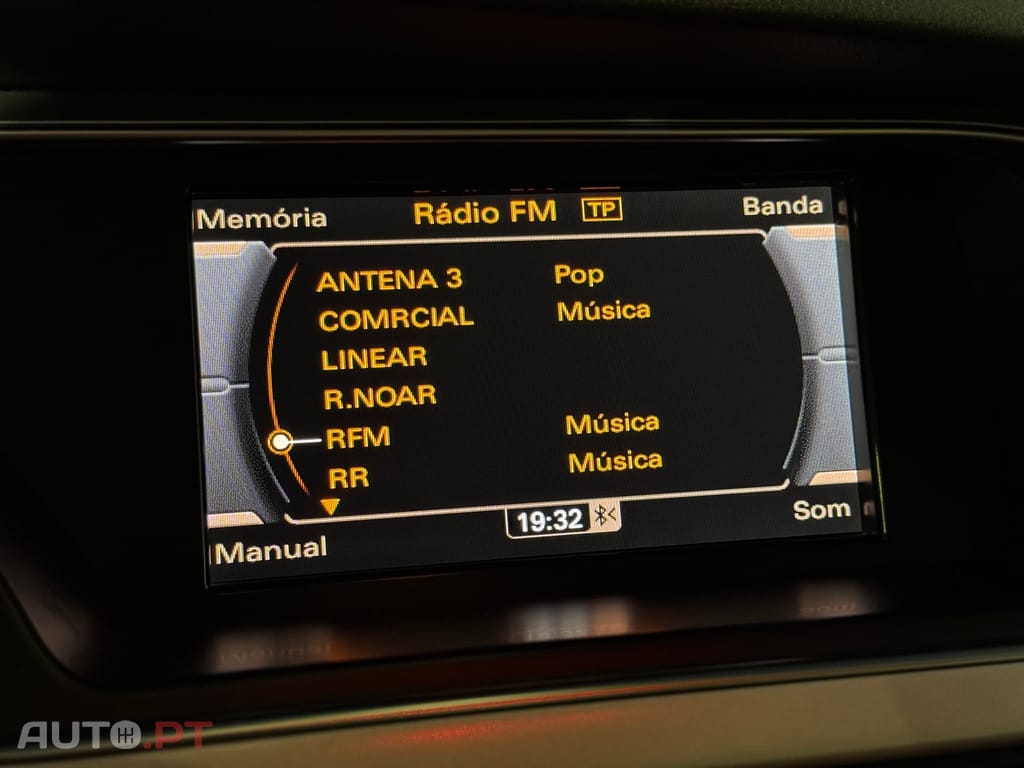 Memória Rádio FM TP Banda
ANTENA 3 Pop
COMRCIAL Música
LINEAR
R.NOAR
RFM Música
RR Música
19:32
Manual Som
AUTO.PT